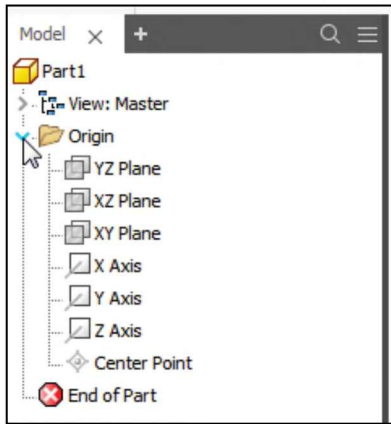 Model × +
Part1
View: Master
Origin
YZ Plane
XZ Plane
XY Plane
X Axis
Y Axis
Z Axis
Center Point
End of Part